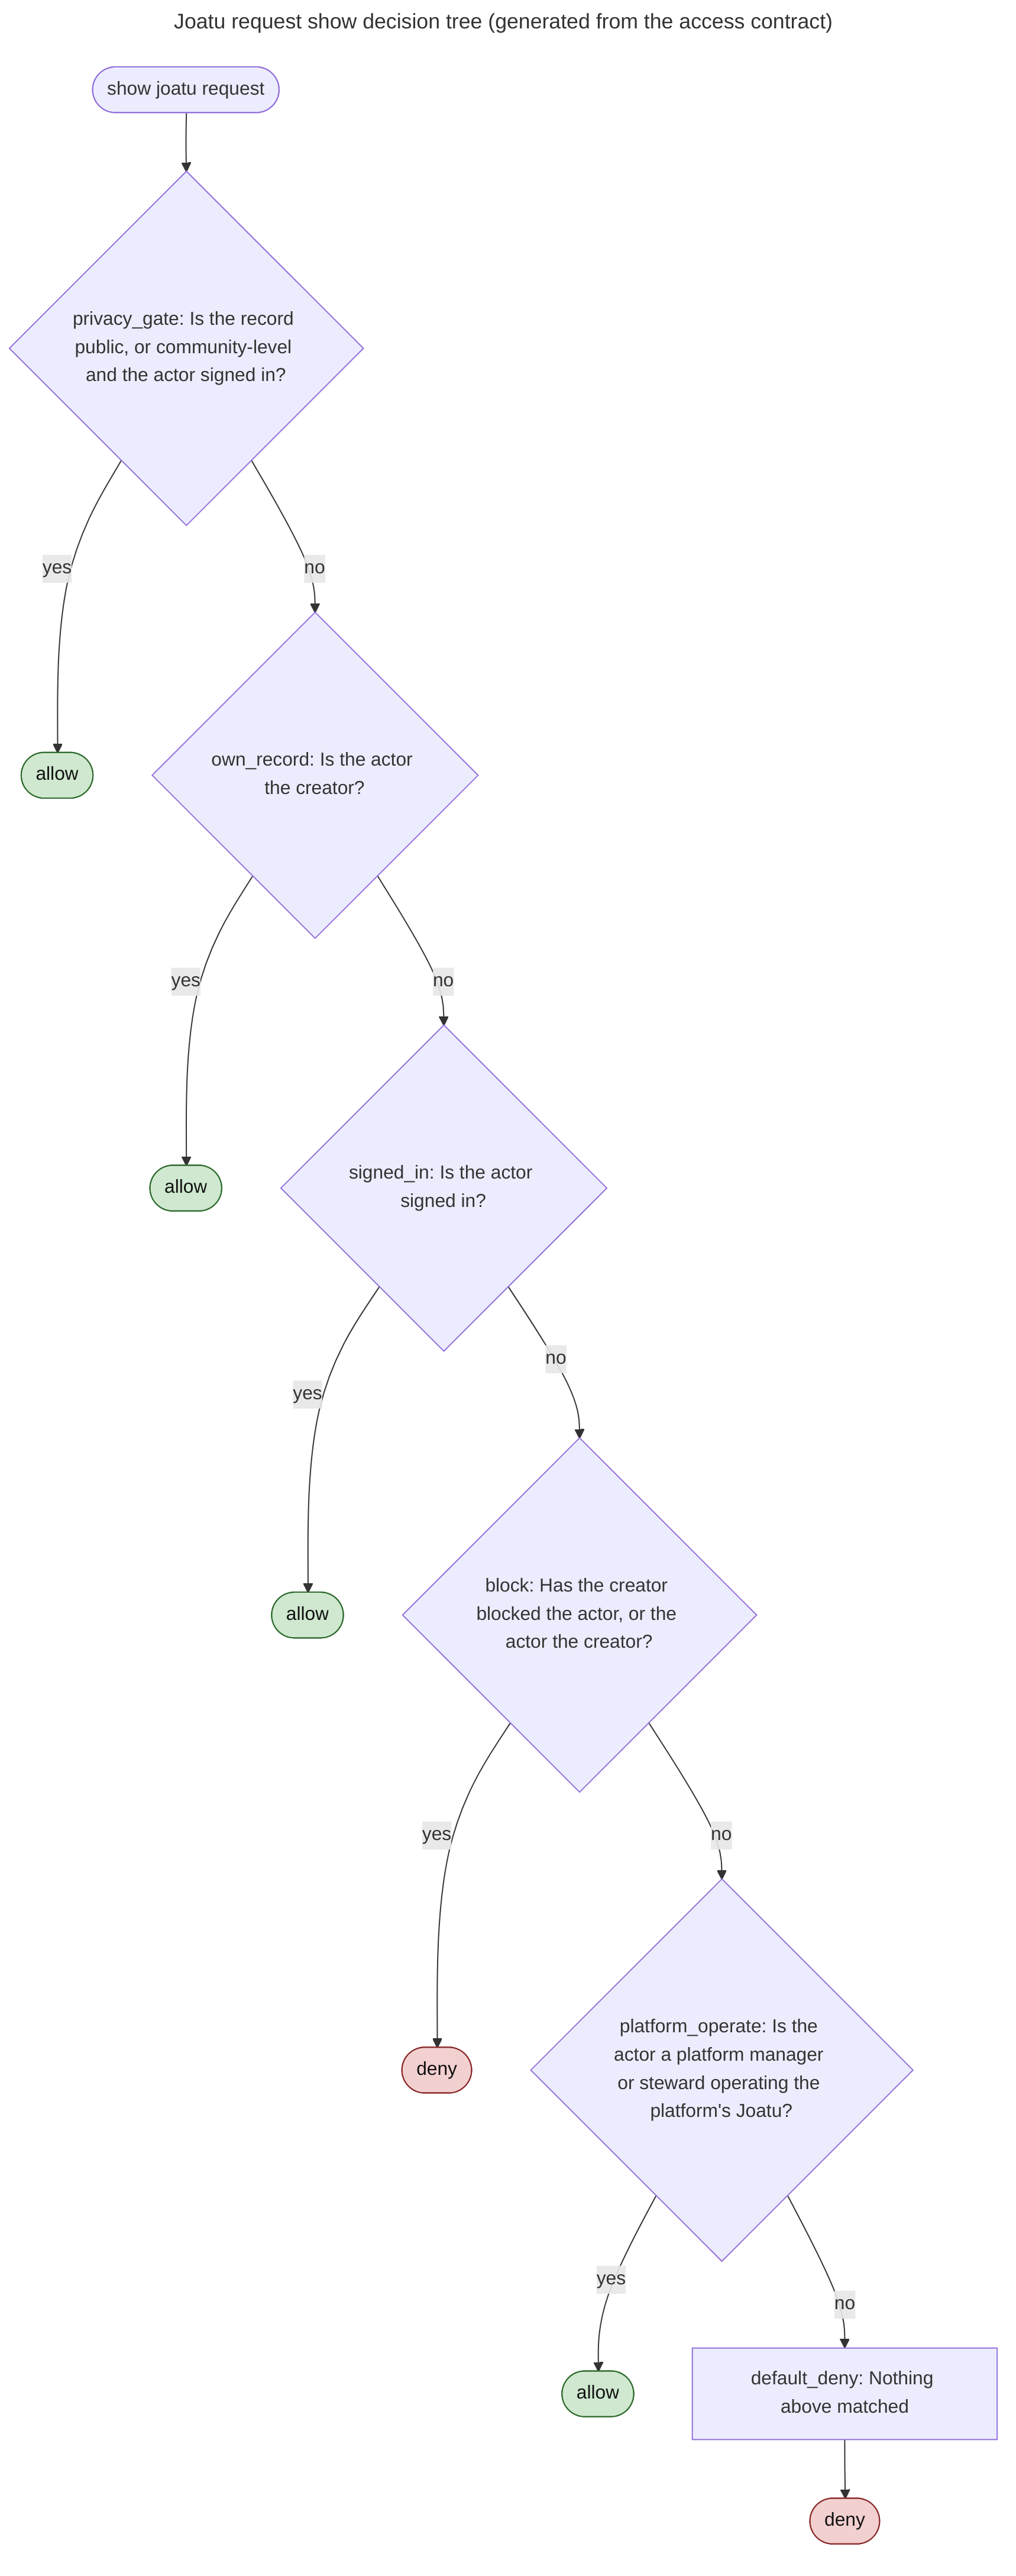 Joatu request show decision tree (generated from the access contract)
show joatu request
privacy_gate: Is the record
public, or community-level
and the actor signed in?
yes
no
allow
own_record: Is the actor
the creator?
yes
no
allow
signed_in: Is the actor
signed in?
yes
no
allow
block: Has the creator
blocked the actor, or the
actor the creator?
yes
no
deny
platform_operate: Is the
actor a platform manager
or steward operating the
platform's Joatu?
yes
no
allow
default_deny: Nothing
above matched
deny